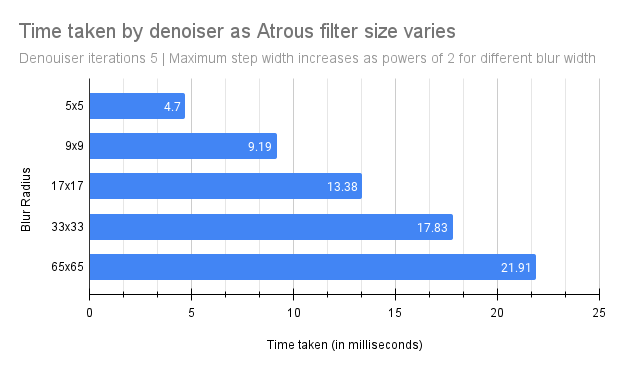 Time taken by denoiser as Atrous filter size varies
Denouiser iterations 5 | Maximum step width increases as powers of 2 for different blur width
Blur Radius
5x5
4.7
9x9
9.19
17x17
13.38
33x33
17.83
65x65
21.91
0 5 10 15 20 25
Time taken (in milliseconds)